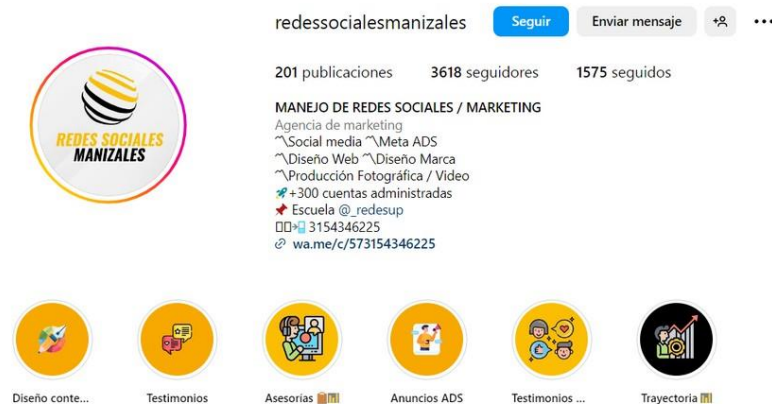 redessocialesmanizales Seguir Enviar mensaje
201 publicaciones 3618 seguidores 1575 seguidos
REDES SOCIALES
MANIZALES
MANEJO DE REDES SOCIALES / MARKETING
Agencia de marketing
〽️Social media 〽️Meta ADS
〽️Diseño Web 〽️Diseño Marca
〽️Producción Fotográfica / Video
🚀+300 cuentas administradas
📌 Escuela @_redesup
📲 3154346225
wa.me/c/573154346225
Diseño conte... Testimonios Asesorías Anuncios ADS Testimonios ... Trayectoria